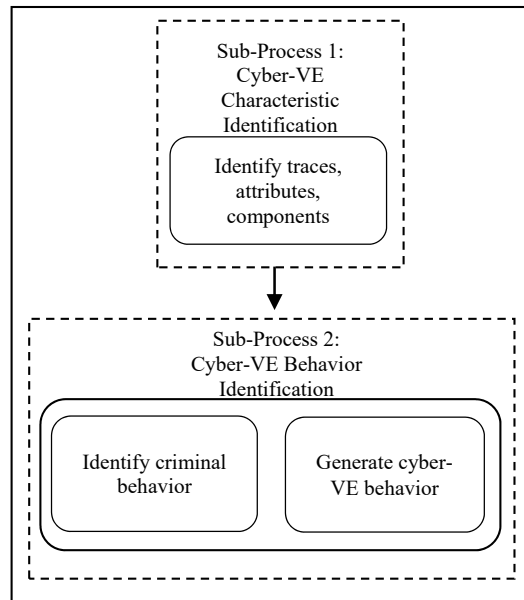 Sub-Process 1:
Cyber-VE
Characteristic
Identification
Identify traces,
attributes,
components
Sub-Process 2:
Cyber-VE Behavior
Identification
Identify criminal
behavior
Generate cyber-
VE behavior